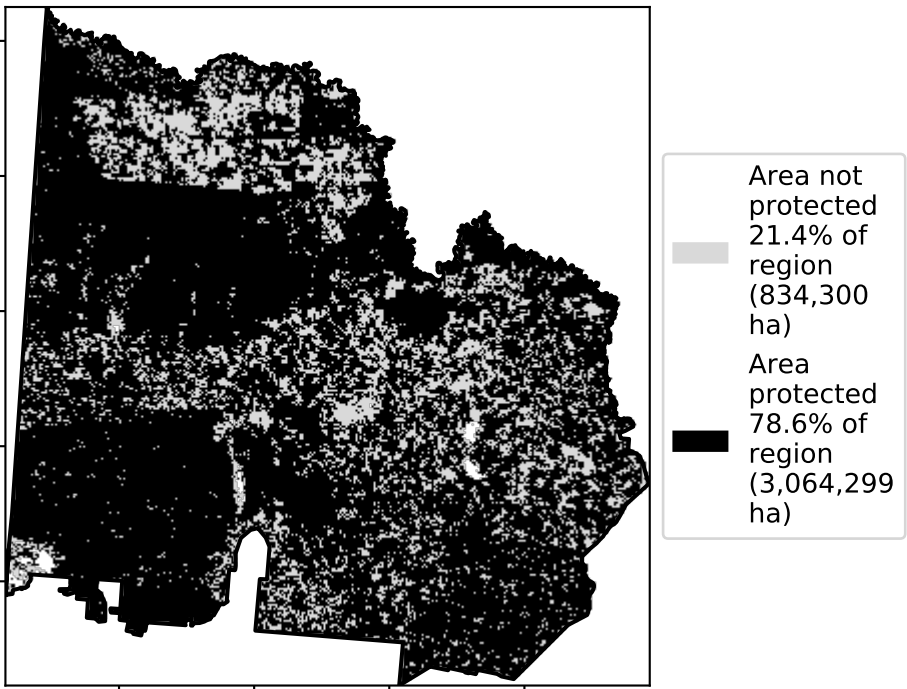 Area not
protected
21.4% of
region
(834,300
ha)
Area
protected
78.6% of
region
(3,064,299
ha)